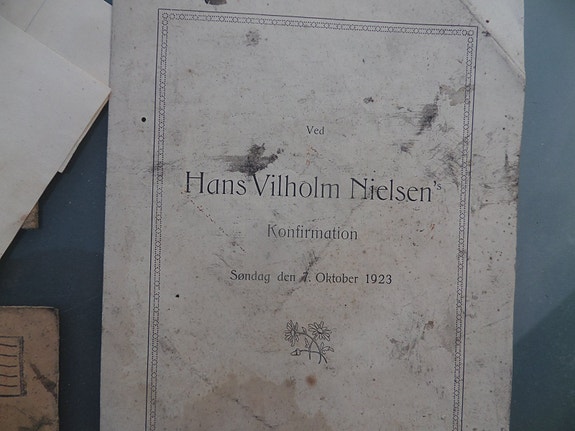 Ved
Hans Vilholm Nielsen's
Konfirmation
Søndag den 7. Oktober 1923